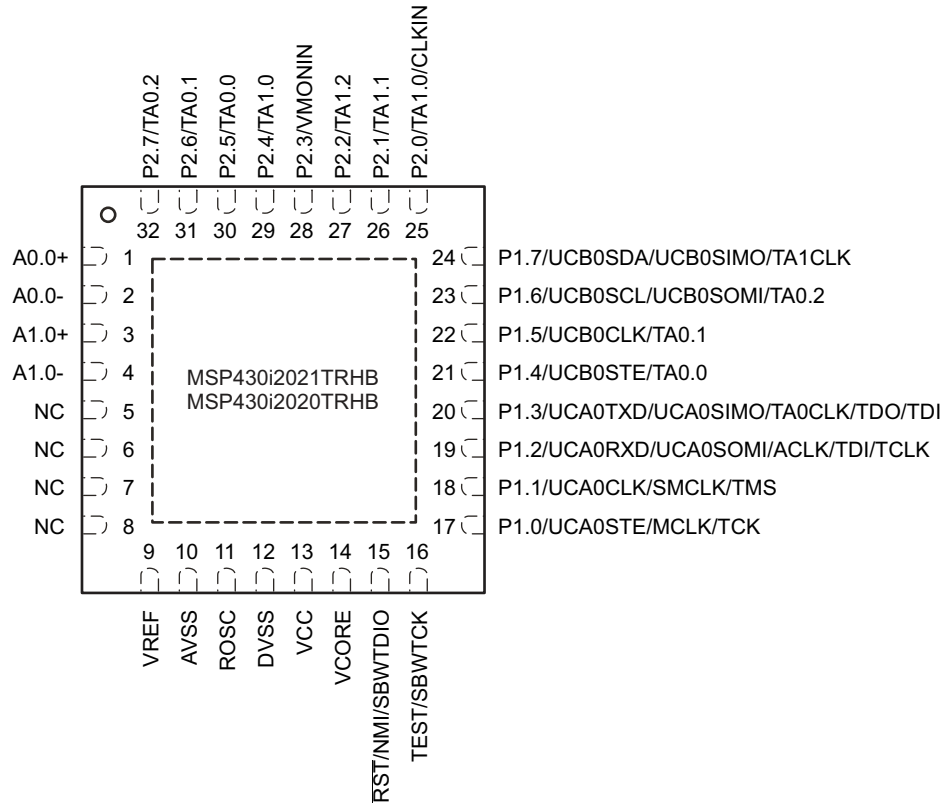 P2.7/TA0.2
P2.6/TA0.1
P2.5/TA0.0
P2.4/TA1.0
P2.3/VMONIN
P2.2/TA1.2
P2.1/TA1.1
P2.0/TA1.0/CLKIN
32 31 30 29 28 27 26 25
A0.0+ 1
A0.0- 2
A1.0+ 3
A1.0- 4
NC 5
NC 6
NC 7
NC 8
MSP430i2021TRHB
MSP430i2020TRHB
24 P1.7/UCB0SDA/UCB0SIMO/TA1CLK
23 P1.6/UCB0SCL/UCB0SOMI/TA0.2
22 P1.5/UCB0CLK/TA0.1
21 P1.4/UCB0STE/TA0.0
20 P1.3/UCA0TXD/UCA0SIMO/TA0CLK/TDO/TDI
19 P1.2/UCA0RXD/UCA0SOMI/ACLK/TDI/TCLK
18 P1.1/UCA0CLK/SMCLK/TMS
17 P1.0/UCA0STE/MCLK/TCK
9 10 11 12 13 14 15 16
VREF
AVSS
ROSC
DVSS
VCC
VCORE
RST/NMI/SBWTDIO
TEST/SBWTCK